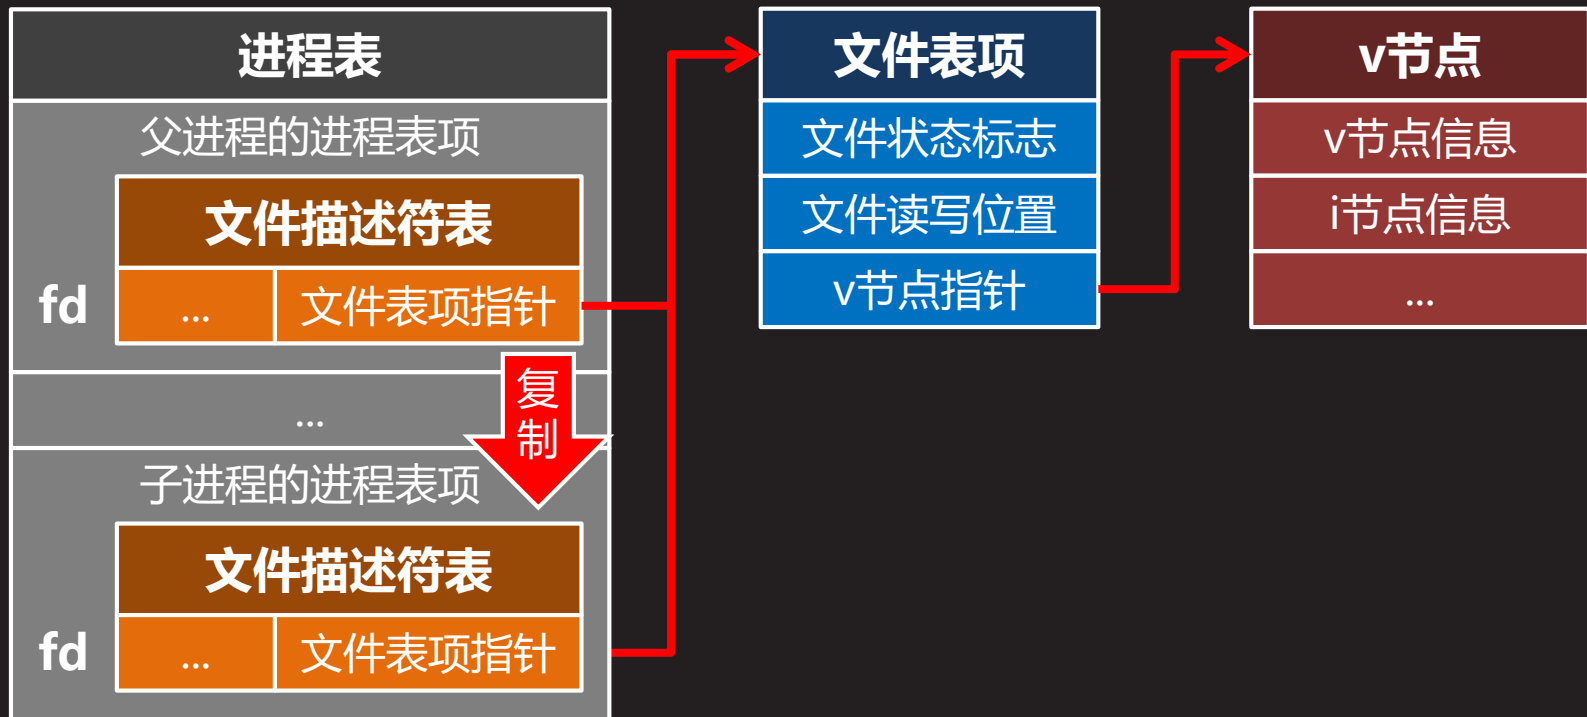 进程表
父进程的进程表项
文件描述符表
fd
...
文件表项指针
复
制
...
子进程的进程表项
文件描述符表
fd
...
文件表项指针
文件表项
文件状态标志
文件读写位置
v节点指针
v节点
v节点信息
i节点信息
...